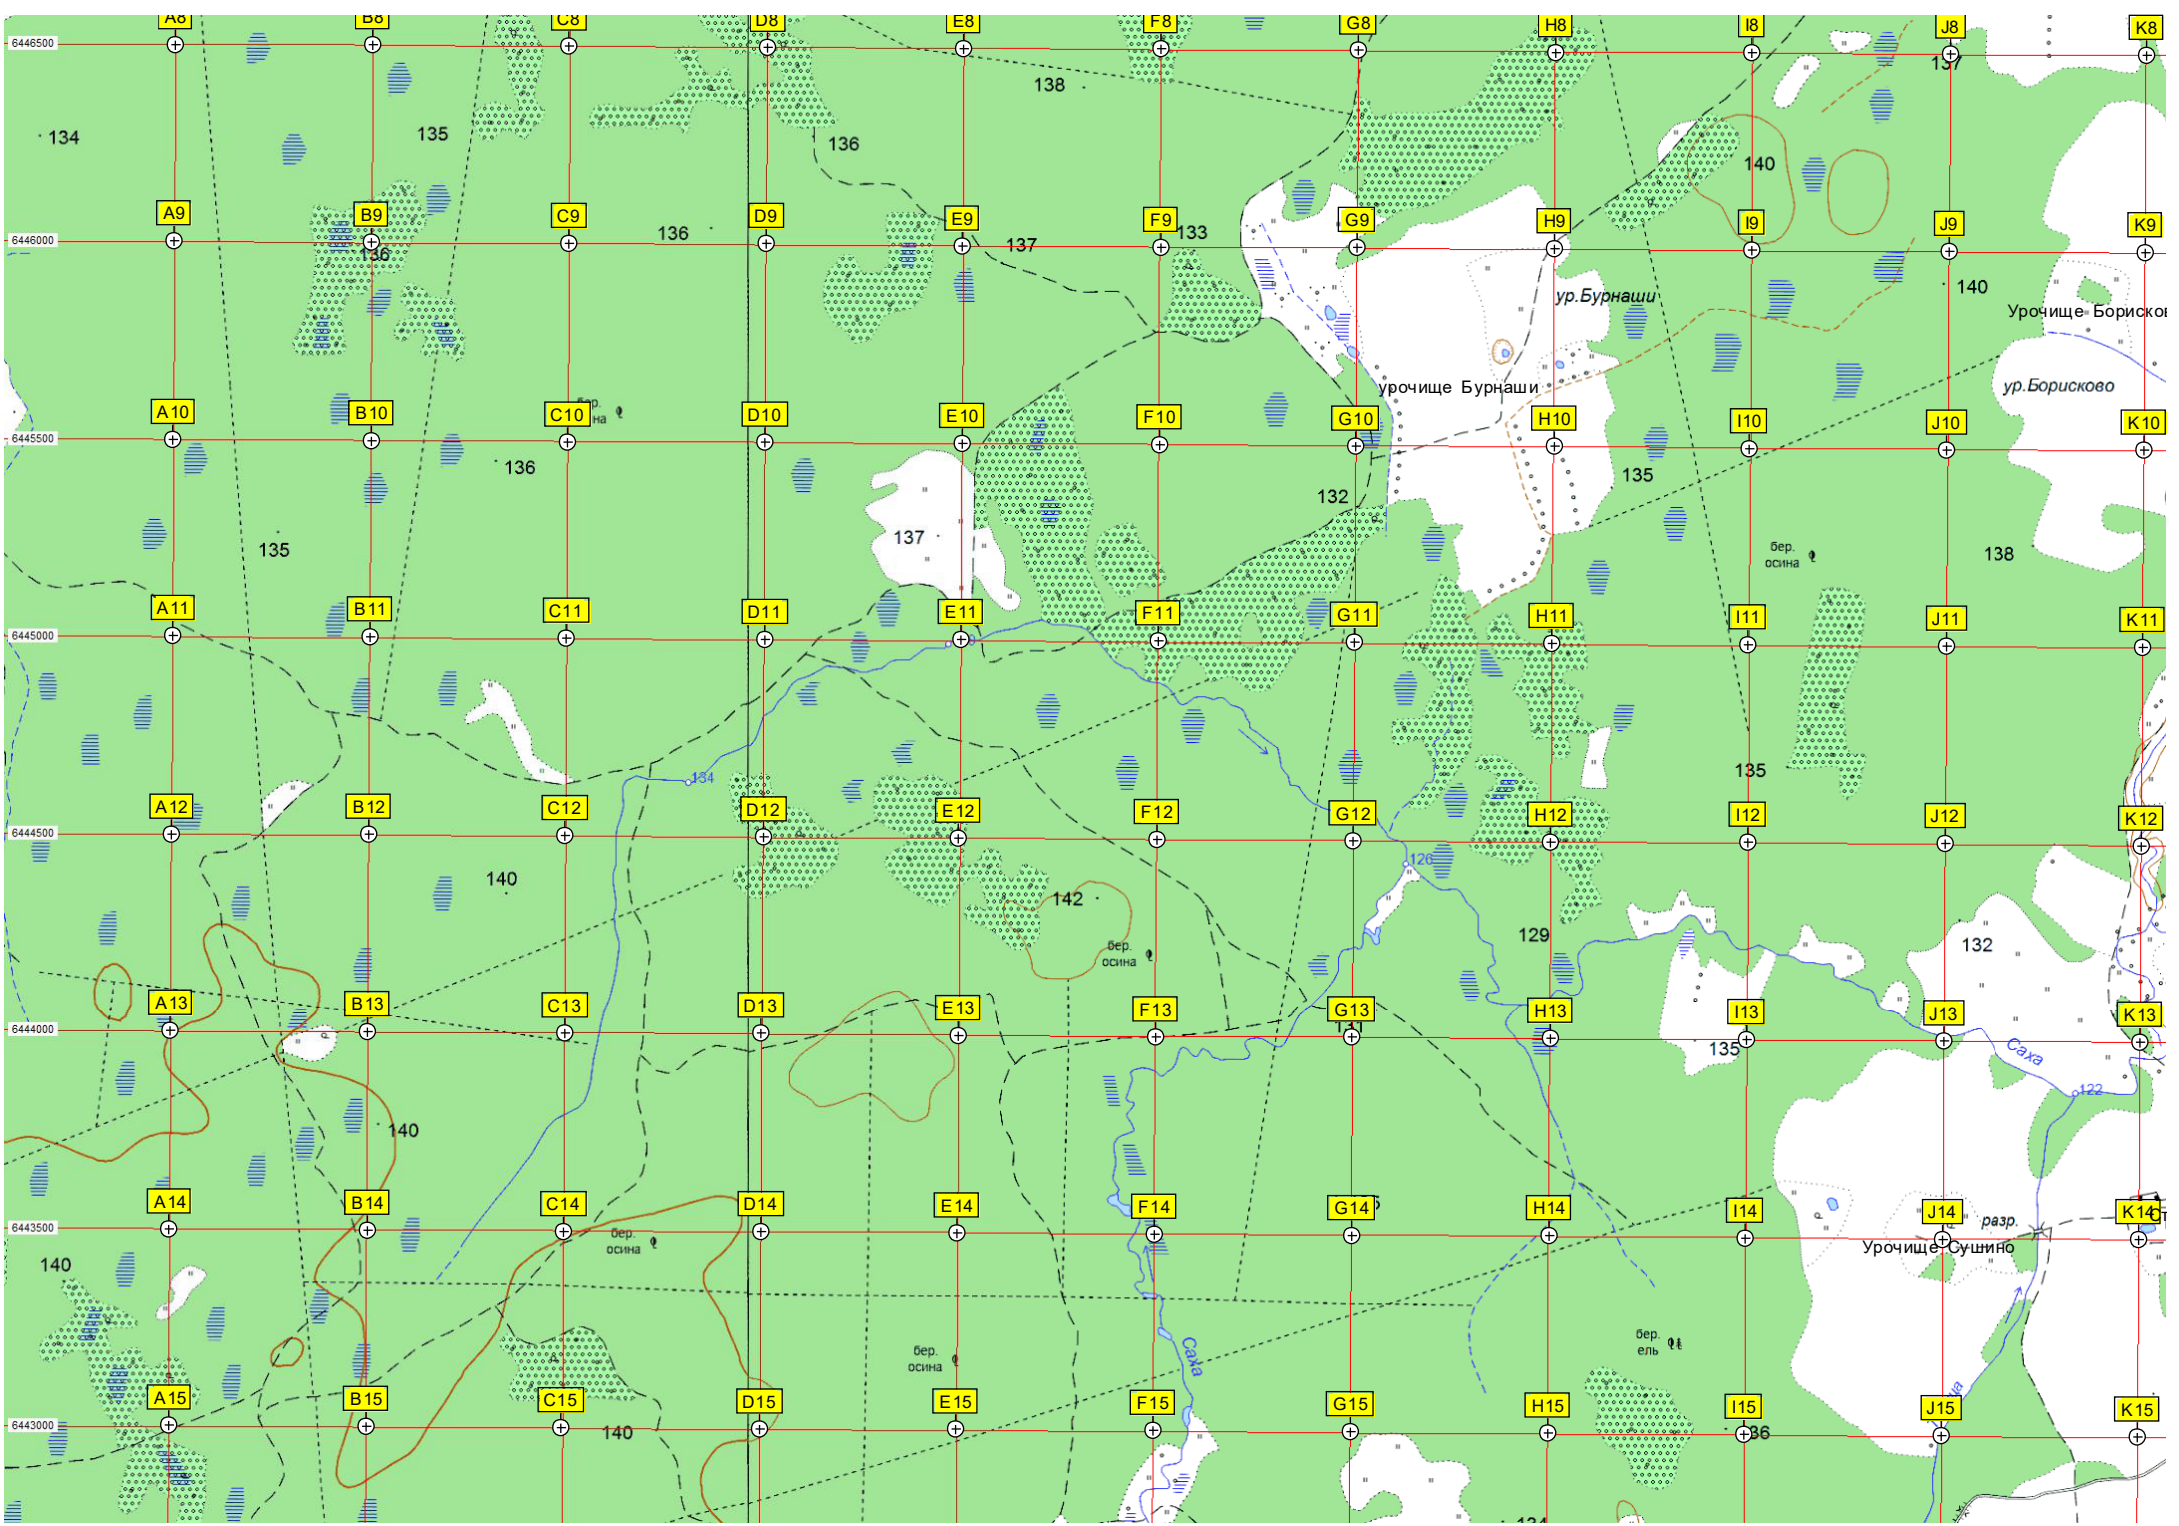 A8 B8 C8 D8 E8 F8 G8 H8 I8 J8 K8
6446500
137
138
134 135 136 140
A9 B9 C9 D9 E9 F9 G9 H9 I9 J9 K9
6446000
136 136 137 133
140
ур.Бурнаши
Урочище Борисков
урочище Бурнаши
ур.Борисково
A10 B10 C10 D10 E10 F10 G10 H10 I10 J10 K10
6445500
136 135
132
137
135 138
бер.
осина
A11 B11 C11 D11 E11 F11 G11 H11 I11 J11 K11
6445000
134 135
A12 B12 C12 D12 E12 F12 G12 H12 I12 J12 K12
6444500
126
140 142
129 132
бер.
осина
A13 B13 C13 D13 E13 F13 G13 H13 I13 J13 K13
6444000
135
Саха
122
140
A14 B14 C14 D14 E14 F14 G14 H14 I14 J14 K14
6443500
разр.
бер.
осина
Урочище Сушино
140
бер.
ель
бер.
осина
Саха
A15 B15 C15 D15 E15 F15 G15 H15 I15 J15 K15
6443000
140 136